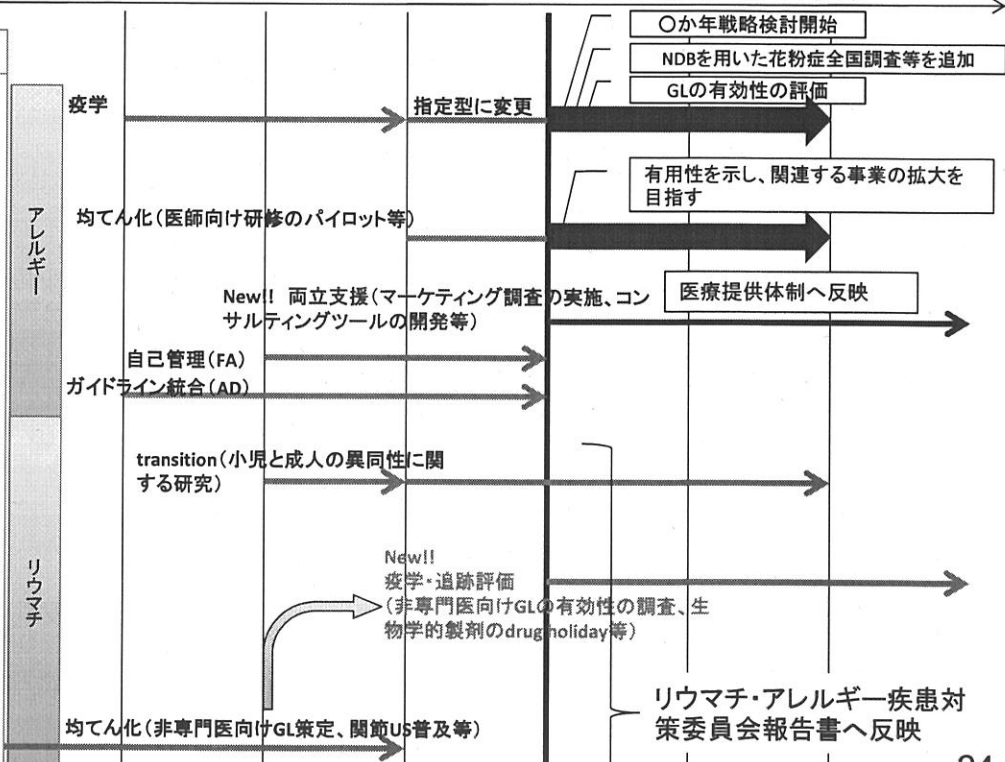 〇か年戦略検討開始
NDBを用いた花粉症全国調査等を追加
GLの有効性の評価
疫学
指定型に変更
有用性を示し、関連する事業の拡大を
目指す
アレルギー
均てん化(医師向け研修のパイロット等)
New!! 両立支援(マーケティング調査の実施、コン
サルティングツールの開発等)
医療提供体制へ反映
自己管理(FA)
ガイドライン統合(AD)
transition(小児と成人の異同性に関
する研究)
リウマチ
New!!
疫学・追跡評価
(非専門医向けGLの有効性の調査、生
物学的製剤のdrug holiday等)
リウマチ・アレルギー疾患対
策委員会報告書へ反映
均てん化(非専門医向けGL策定、関節US普及等)